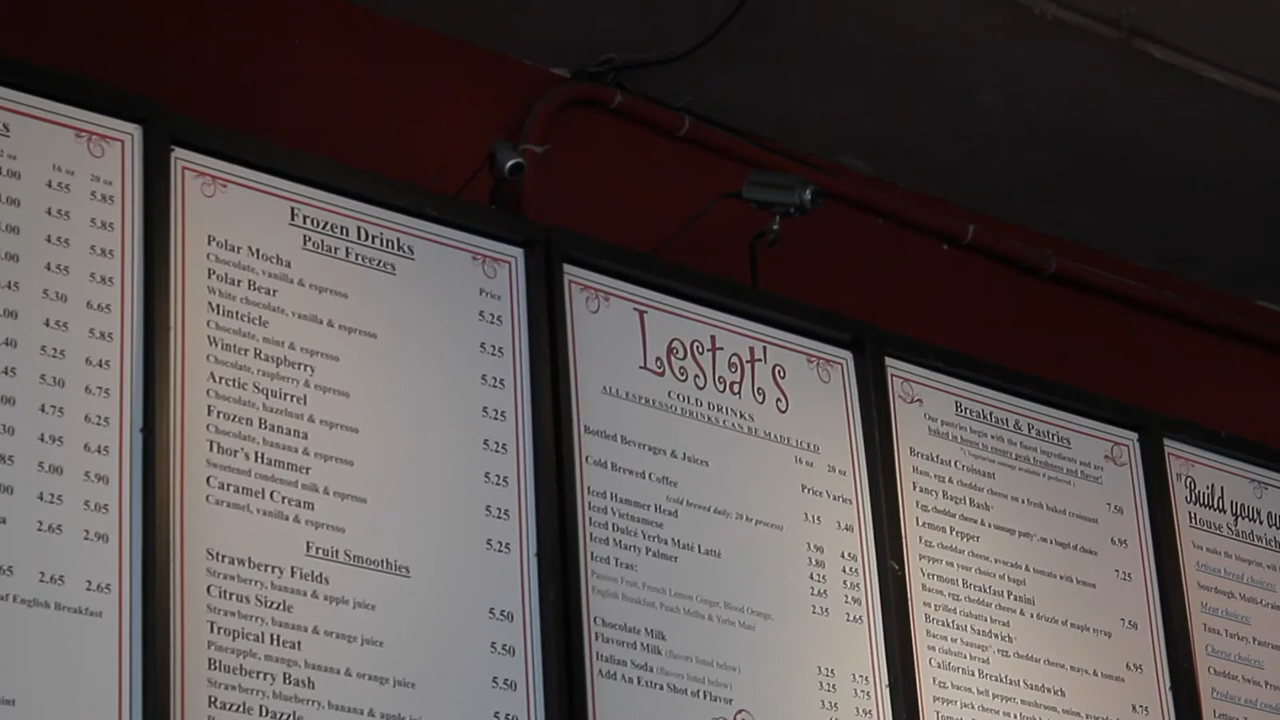 16 oz 20 oz
4.55 5.85
4.55 5.85
4.55 5.85
4.55 5.85
5.30 6.65
4.55 5.85
5.25 6.45
5.30 6.75
4.75 6.25
4.95 6.45
5.00 5.90
4.25 5.05
2.65 2.90
2.65 2.65
English Breakfast
Frozen Drinks
Polar Freezes
Price
Polar Mocha 5.25
Chocolate, vanilla & espresso
Polar Bear 5.25
White chocolate, vanilla & espresso
Minteicle 5.25
Chocolate, mint & espresso
Winter Raspberry 5.25
Chocolate, raspberry & espresso
Arctic Squirrel 5.25
Chocolate, hazelnut & espresso
Frozen Banana 5.25
Chocolate, banana & espresso
Thor's Hammer 5.25
Sweetened condensed milk & espresso
Caramel Cream 5.25
Caramel, vanilla & espresso
Fruit Smoothies
Strawberry Fields 5.50
Strawberry, banana & apple juice
Citrus Sizzle 5.50
Strawberry, banana & orange juice
Tropical Heat 5.50
Pineapple, mango, banana & orange juice
Blueberry Bash 5.50
Strawberry, blueberry, banana & apple
Razzle Dazzle
Lestat's
COLD DRINKS
ALL ESPRESSO DRINKS CAN BE MADE ICED
16 oz 20 oz
Bottled Beverages & Juices Price Varies
Cold Brewed Coffee 3.15 3.40
(cold brewed daily; 20 hr process)
Iced Hammer Head 3.90 4.50
Iced Vietnamese 3.80 4.55
Iced Dulcé Yerba Maté Latté 4.25 5.05
Iced Marty Palmer 2.65 2.90
Iced Teas: 2.35 2.65
Passion Fruit, French Lemon Ginger, Blood Orange,
English Breakfast, Peach Melba & Yerbe Maté
Chocolate Milk 3.25 3.75
Flavored Milk (flavors listed below) 3.25 3.75
Italian Soda (flavors listed below) 3.35 3.95
Add An Extra Shot of Flavor
Breakfast & Pastries
Our pastries begin with the finest ingredients and are
baked in house to ensure peak freshness and flavor!
*( Vegetarian sausage available if preferred )
Breakfast Croissant 7.50
Ham, egg & cheddar cheese on a fresh baked croissant
Fancy Bagel Bash* 6.95
Egg, cheddar cheese & a sausage patty*, on a bagel of choice
Lemon Pepper 7.25
Egg, cheddar cheese, avocado & tomato with lemon
pepper on your choice of bagel
Vermont Breakfast Panini 7.50
Bacon, egg, cheddar cheese & a drizzle of maple syrup
on grilled ciabatta bread
Breakfast Sandwich* 6.95
Bacon or Sausage*, egg, cheddar cheese, mayo, & tomato
on ciabatta bread
California Breakfast Sandwich 8.75
Egg, bacon, bell pepper, mushroom, onion, avocado
pepper jack cheese on a fresh
"Build your
House Sandwich
You make the blueprint,
Artisan bread choices:
Sourdough,
Meat choices:
Tuna, Turkey,
Cheese choices:
Cheddar, Swiss,
Produce and